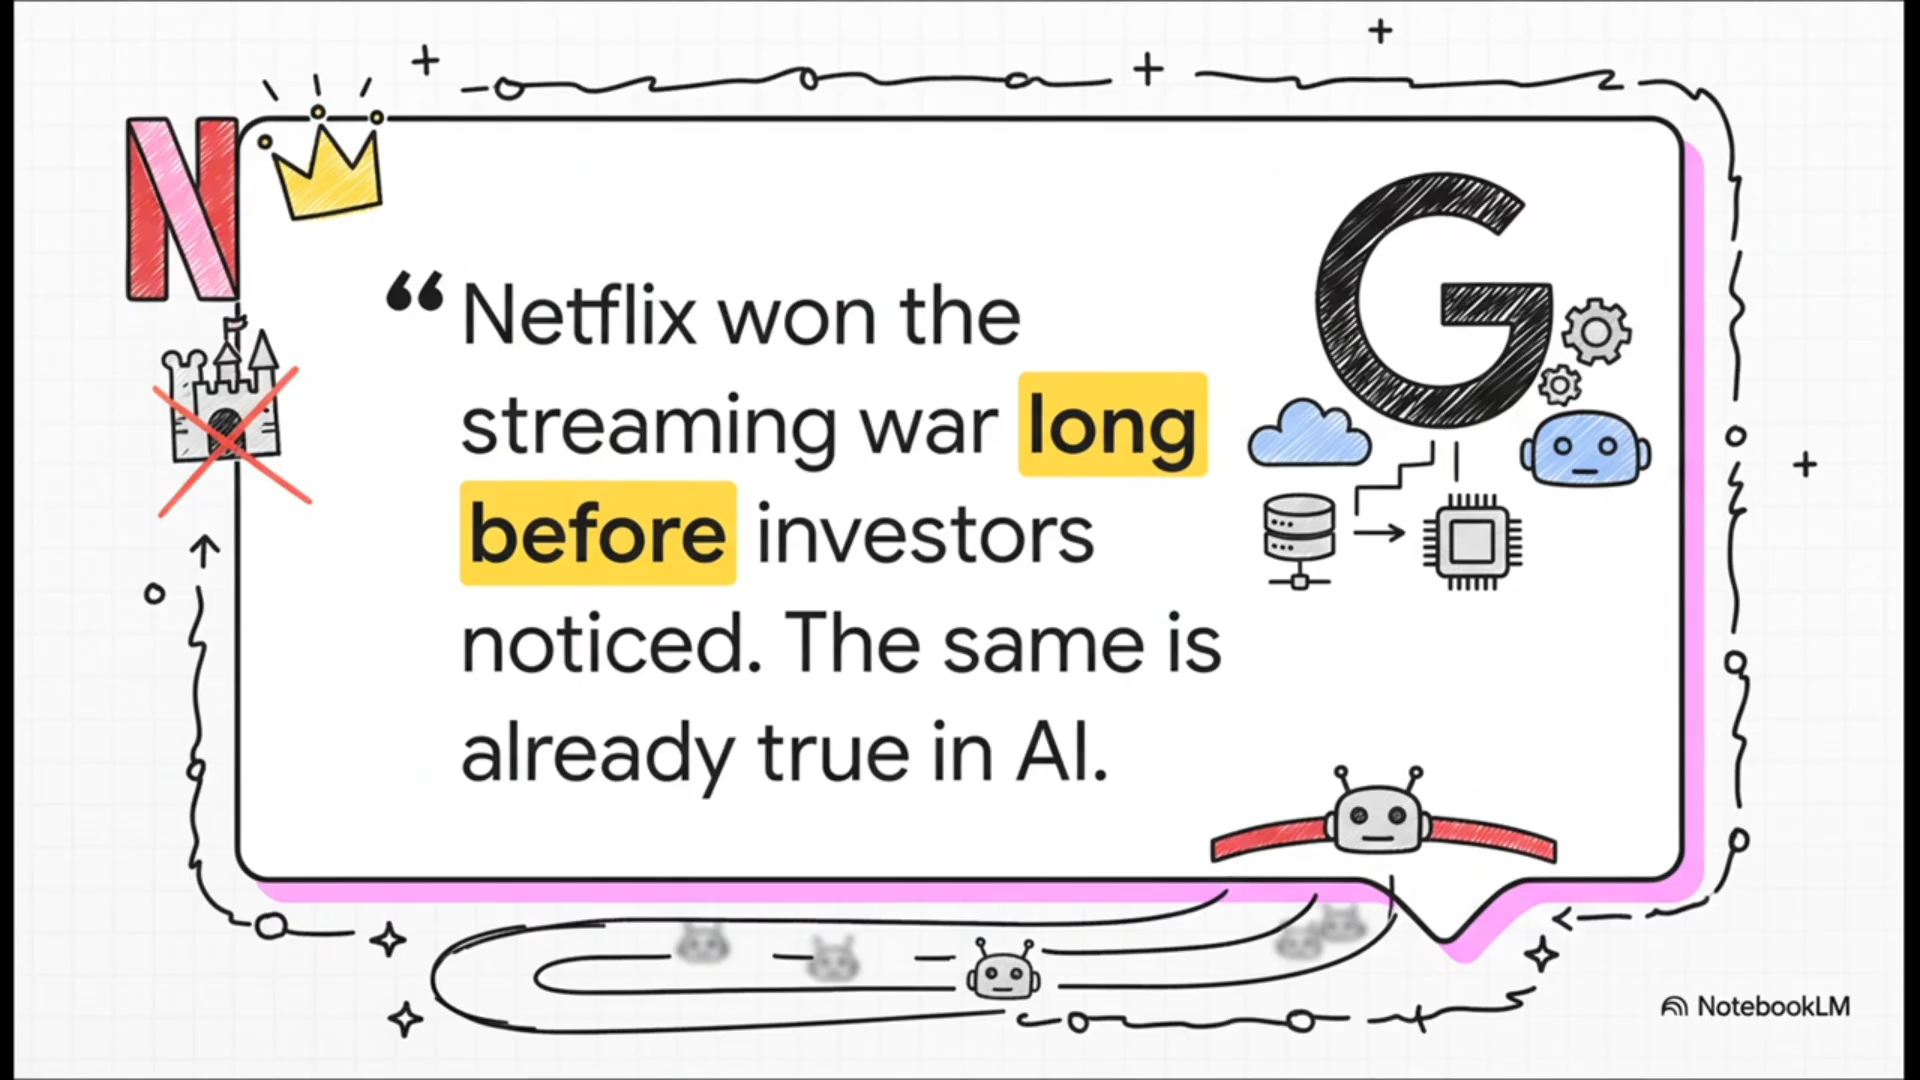 N
G
“Netflix won the
streaming war long
before investors
noticed. The same is
already true in AI.
NotebookLM